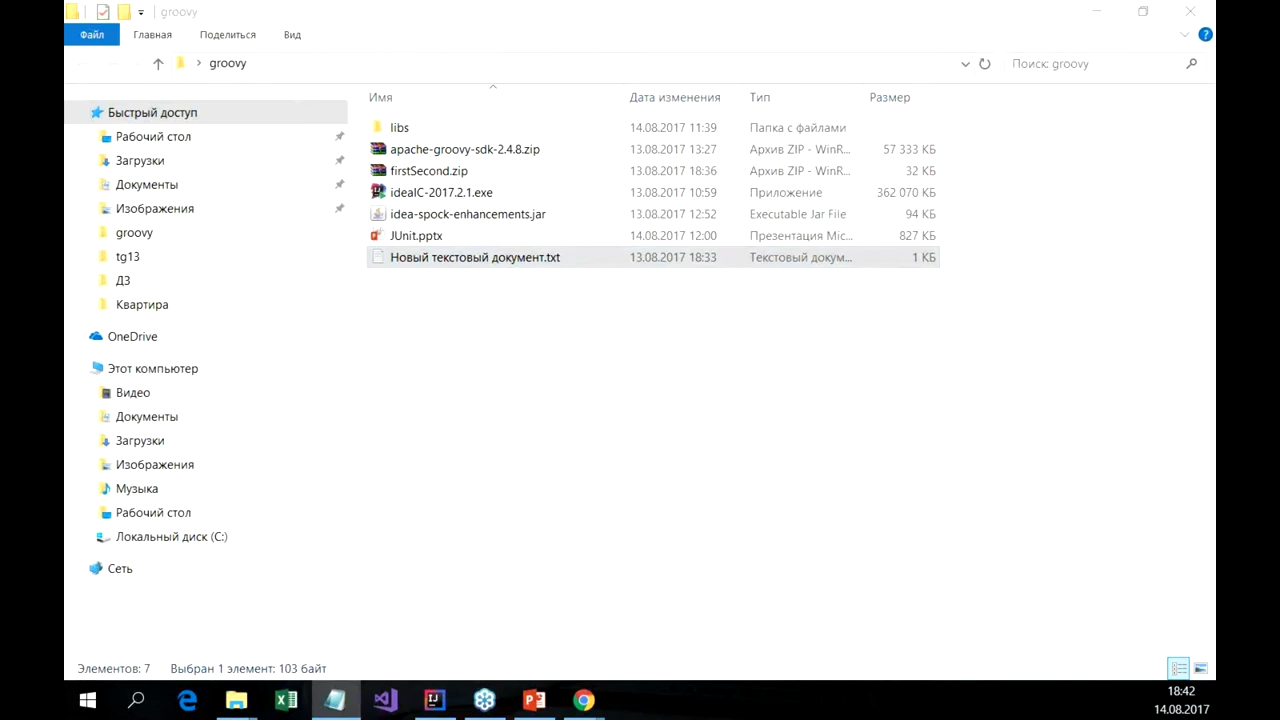 groovy
Файл Главная Поделиться Вид
groovy Поиск: groovy
Имя Дата изменения Тип Размер
Быстрый доступ
Рабочий стол
Загрузки
Документы
Изображения
groovy
tg13
ДЗ
Квартира
OneDrive
Этот компьютер
Видео
Документы
Загрузки
Изображения
Музыка
Рабочий стол
Локальный диск (C:)
Сеть
libs 14.08.2017 11:39 Папка с файлами
apache-groovy-sdk-2.4.8.zip 13.08.2017 13:27 Архив ZIP - WinR... 57 333 КБ
firstSecond.zip 13.08.2017 18:36 Архив ZIP - WinR... 32 КБ
ideaIC-2017.2.1.exe 13.08.2017 10:59 Приложение 362 070 КБ
idea-spock-enhancements.jar 13.08.2017 12:52 Executable Jar File 94 КБ
JUnit.pptx 14.08.2017 12:00 Презентация Mic... 827 КБ
Новый текстовый документ.txt 13.08.2017 18:33 Текстовый докум... 1 КБ
Элементов: 7 Выбран 1 элемент: 103 байт
18:42
14.08.2017